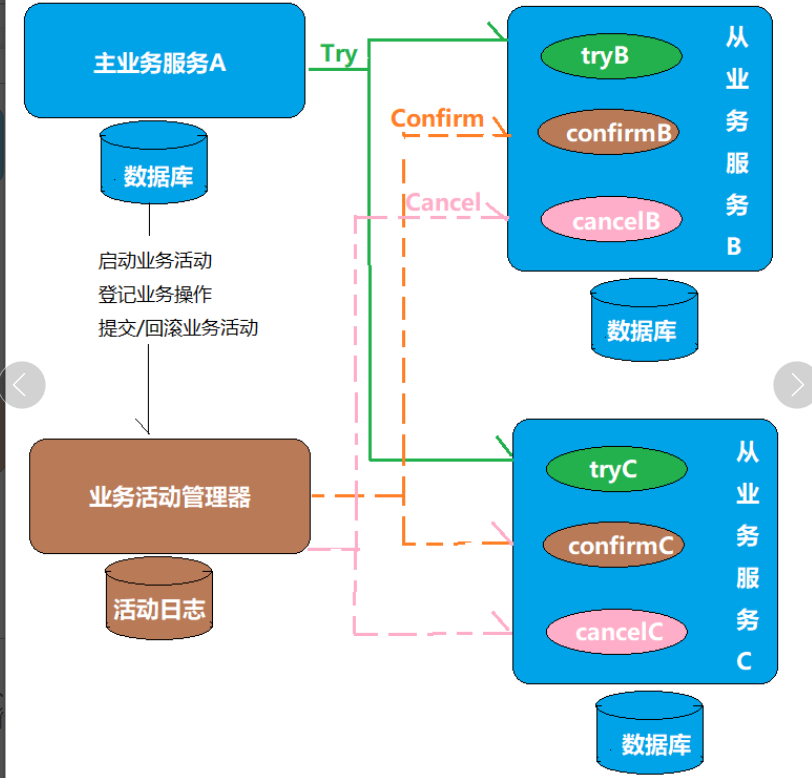 主业务服务A
数据库
启动业务活动
登记业务操作
提交/回滚业务活动
业务活动管理器
活动日志
Try
Confirm
Cancel
tryB
confirmB
cancelB
从业务服务B
数据库
tryC
confirmC
cancelC
从业务服务C
数据库